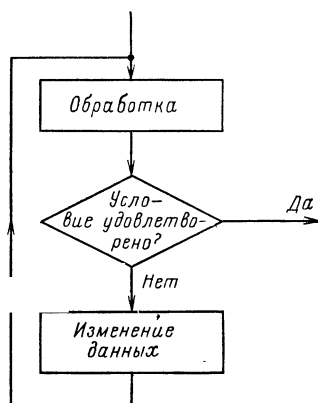 Обработка
Усло-
вие удовлетво-
рено?
Да
Нет
Изменение
данных